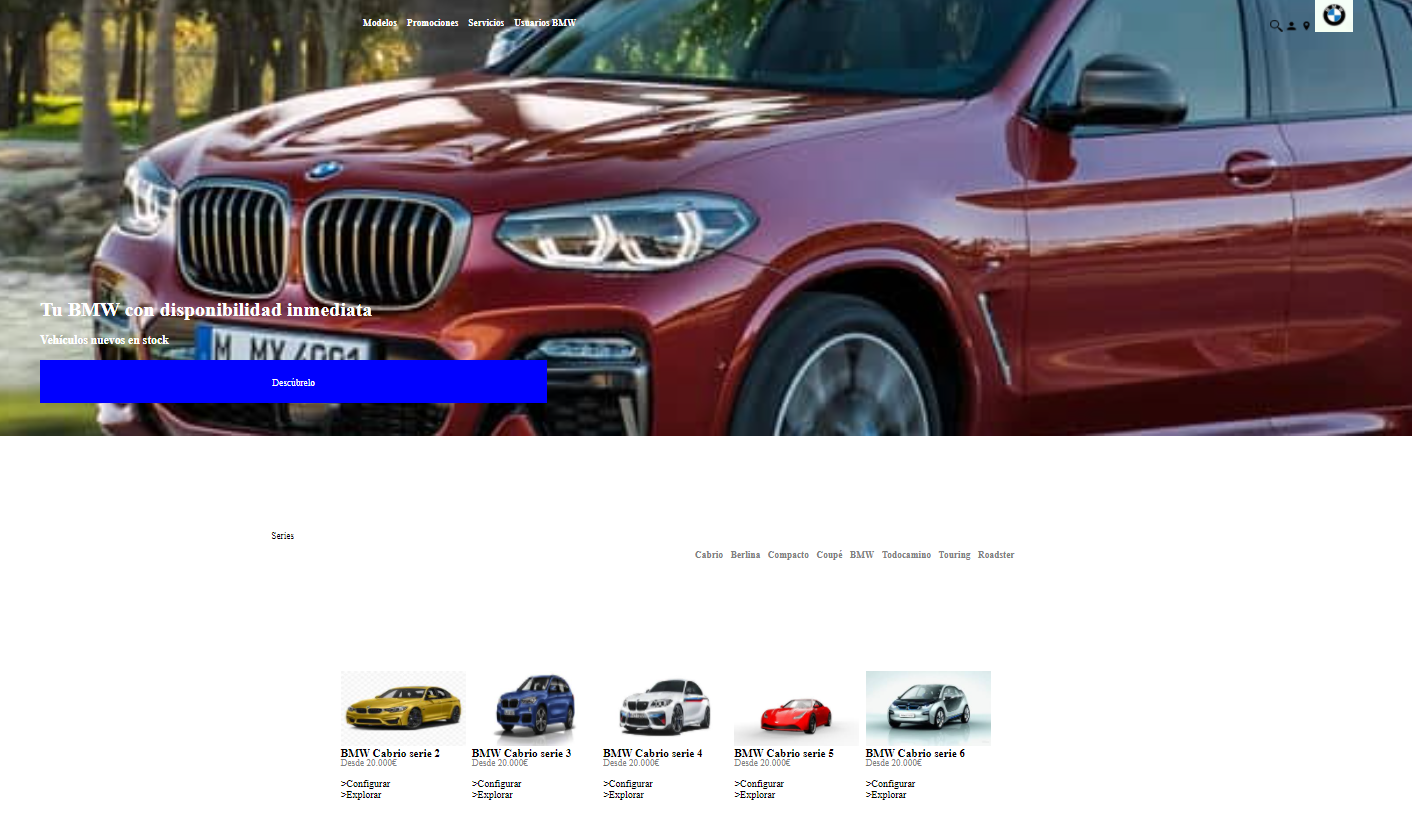 Modelos Promociones Servicios Usuarios BMW
Tu BMW con disponibilidad inmediata
Vehículos nuevos en stock
Descúbrelo
Series
Cabrio Berlina Compacto Coupé BMW Todocamino Touring Roadster
BMW Cabrio serie 2 BMW Cabrio serie 3 BMW Cabrio serie 4 BMW Cabrio serie 5 BMW Cabrio serie 6
Desde 20.000€ Desde 20.000€ Desde 20.000€ Desde 20.000€ Desde 20.000€
>Configurar >Configurar >Configurar >Configurar >Configurar
>Explorar >Explorar >Explorar >Explorar >Explorar